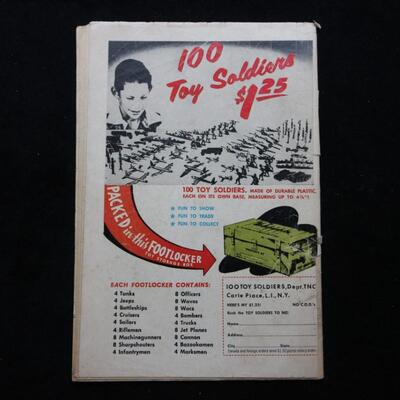 100
Toy Soldiers
$1.25
100 TOY SOLDIERS, MADE OF DURABLE PLASTIC,
EACH ON ITS OWN BASE, MEASURING UP TO 4½"!
★ FUN TO SHOW
★ FUN TO TRADE
★ FUN TO COLLECT
PACKED in this FOOTLOCKER
TOY STORAGE BOX
EACH FOOTLOCKER CONTAINS:
4 Tanks
4 Jeeps
4 Battleships
4 Cruisers
4 Sailors
4 Riflemen
8 Machinegunners
8 Sharpshooters
4 Infantrymen
8 Officers
8 Waves
8 Wacs
4 Bombers
4 Trucks
8 Jet Planes
8 Cannon
4 Bazookamen
4 Marksmen
100 TOY SOLDIERS, Dept. TNC
Carle Place, L.I., N.Y.
HERE'S MY $1.25! NO C.O.D.'s
Rush the TOY SOLDIERS TO ME!
Name
Address
City State